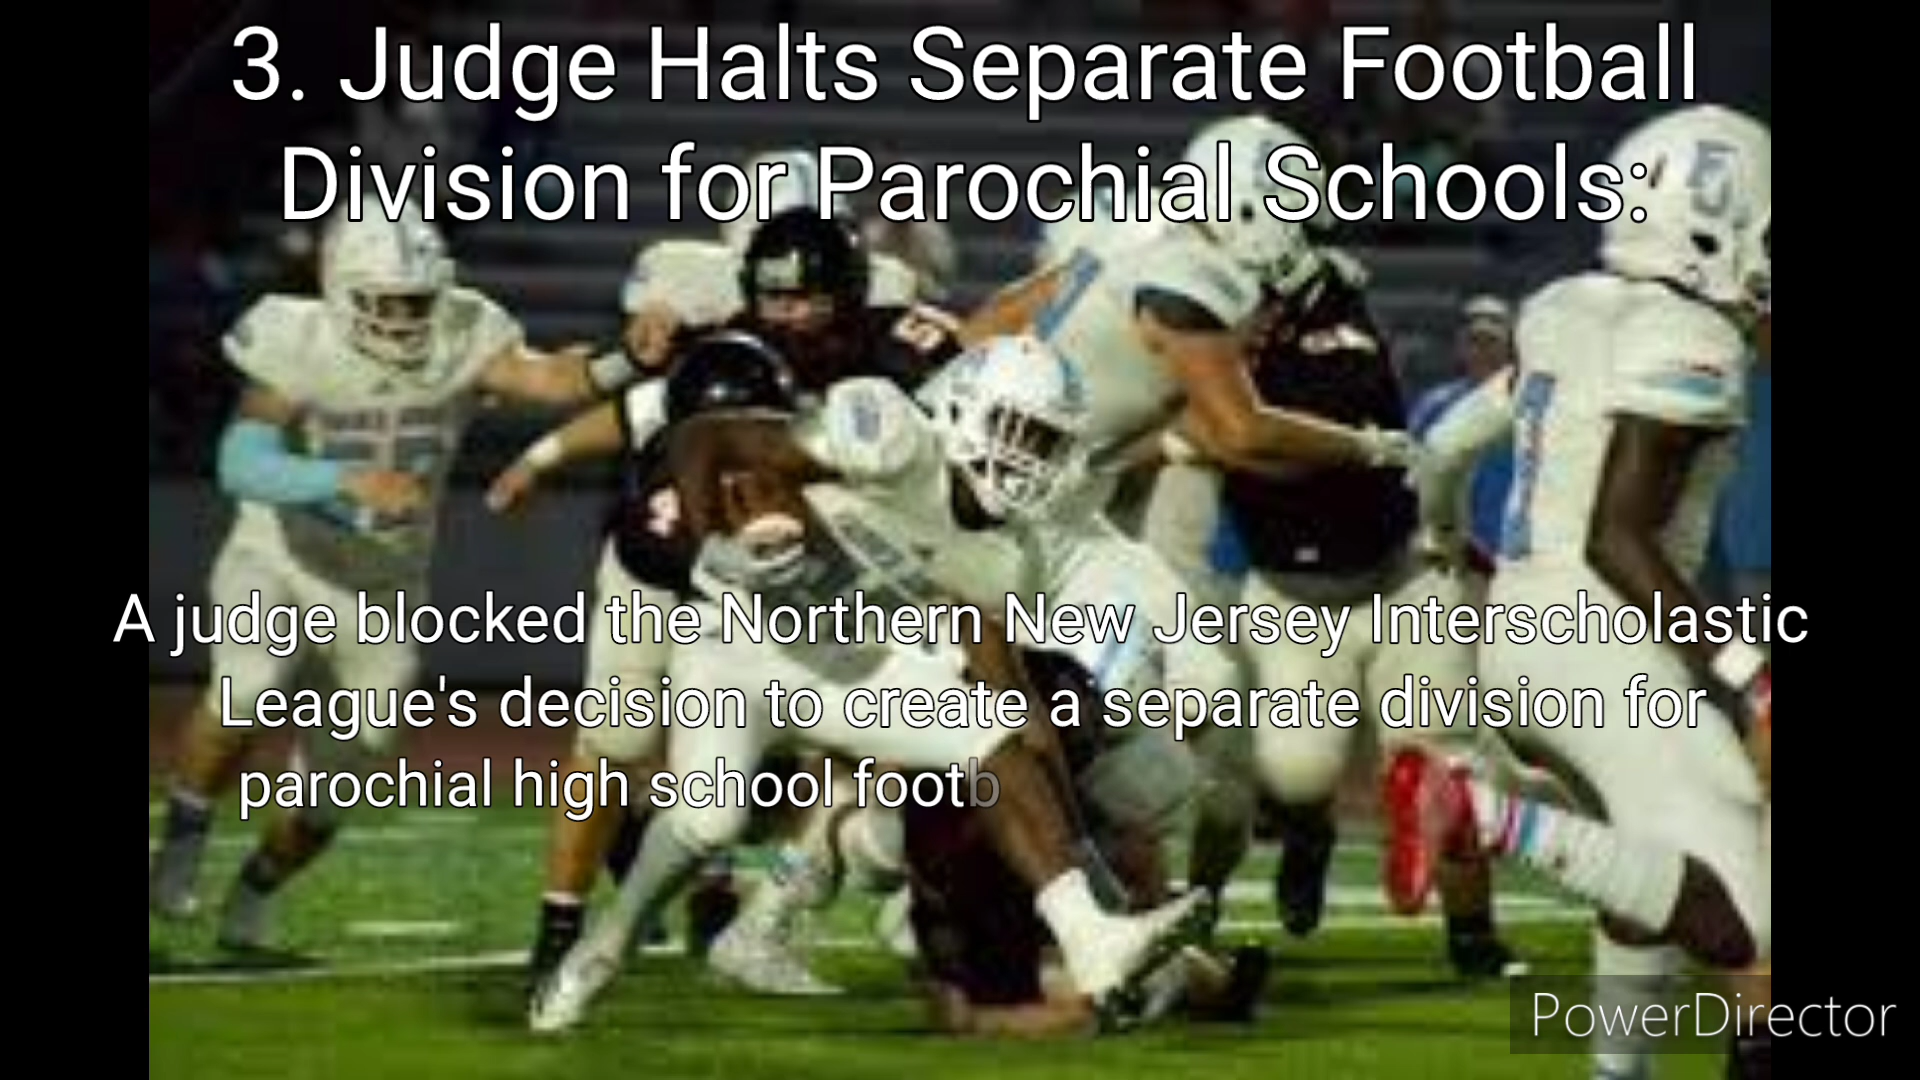 3. Judge Halts Separate Football
Division for Parochial Schools:
51
A judge blocked the Northern New Jersey Interscholastic
League's decision to create a separate division for
parochial high school footb
PowerDirector